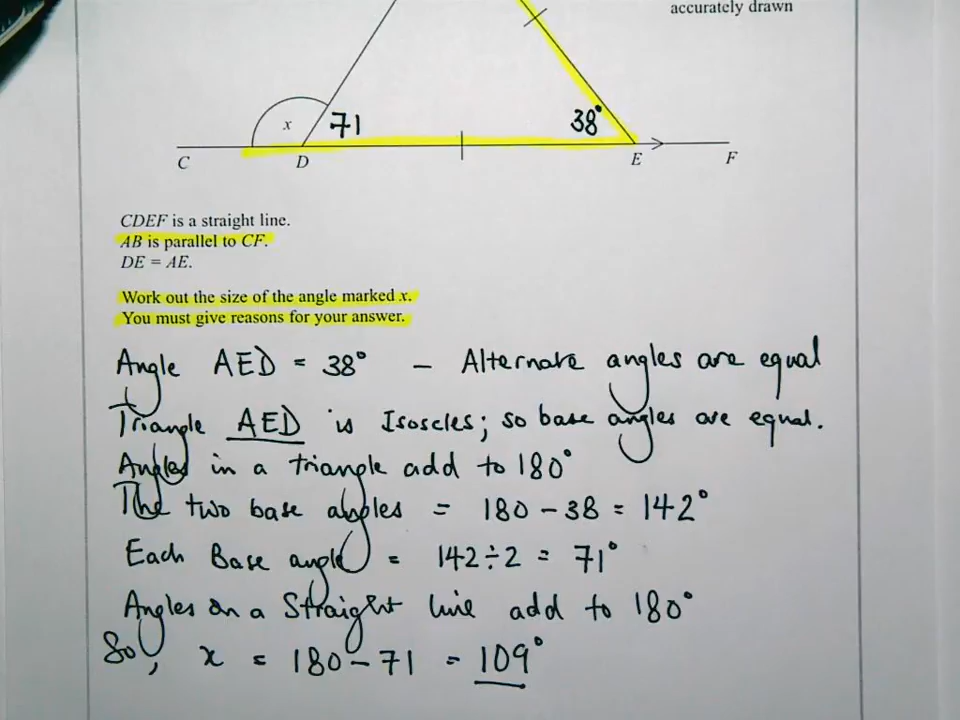 accurately drawn
x 71 38°
C D E F
CDEF is a straight line.
AB is parallel to CF.
DE = AE.
Work out the size of the angle marked x.
You must give reasons for your answer.
Angle AED = 38° – Alternate angles are equal
Triangle AED is Isoscles; so base angles are equal.
Angles in a triangle add to 180°
The two base angles = 180 – 38 = 142°
Each Base angle = 142 ÷ 2 = 71°
Angles on a Straight line add to 180°
So, x = 180 – 71 = 109°